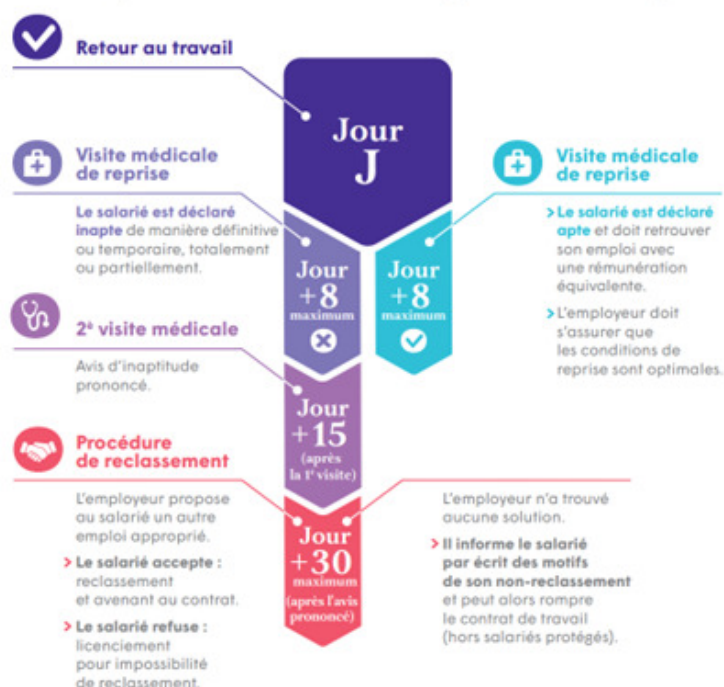 Retour au travail
Jour
J
Visite médicale
de reprise
Le salarié est déclaré
inapte de manière définitive
ou temporaire, totalement
ou partiellement.
Jour
+8
maximum
Visite médicale
de reprise
> Le salarié est déclaré
apte et doit retrouver
son emploi avec
une rémunération
équivalente.
> L'employeur doit
s'assurer que
les conditions de
reprise sont optimales.
Jour
+8
maximum
2e visite médicale
Avis d'inaptitude
prononcé.
Jour
+15
(après
la 1e visite)
Procédure
de reclassement
L'employeur propose
au salarié un autre
emploi approprié.
> Le salarié accepte :
reclassement
et avenant au contrat.
> Le salarié refuse :
licenciement
pour impossibilité
de reclassement.
Jour
+30
maximum
(après l'avis
prononcé)
L'employeur n'a trouvé
aucune solution.
> Il informe le salarié
par écrit des motifs
de son non-reclassement
et peut alors rompre
le contrat de travail
(hors salariés protégés).